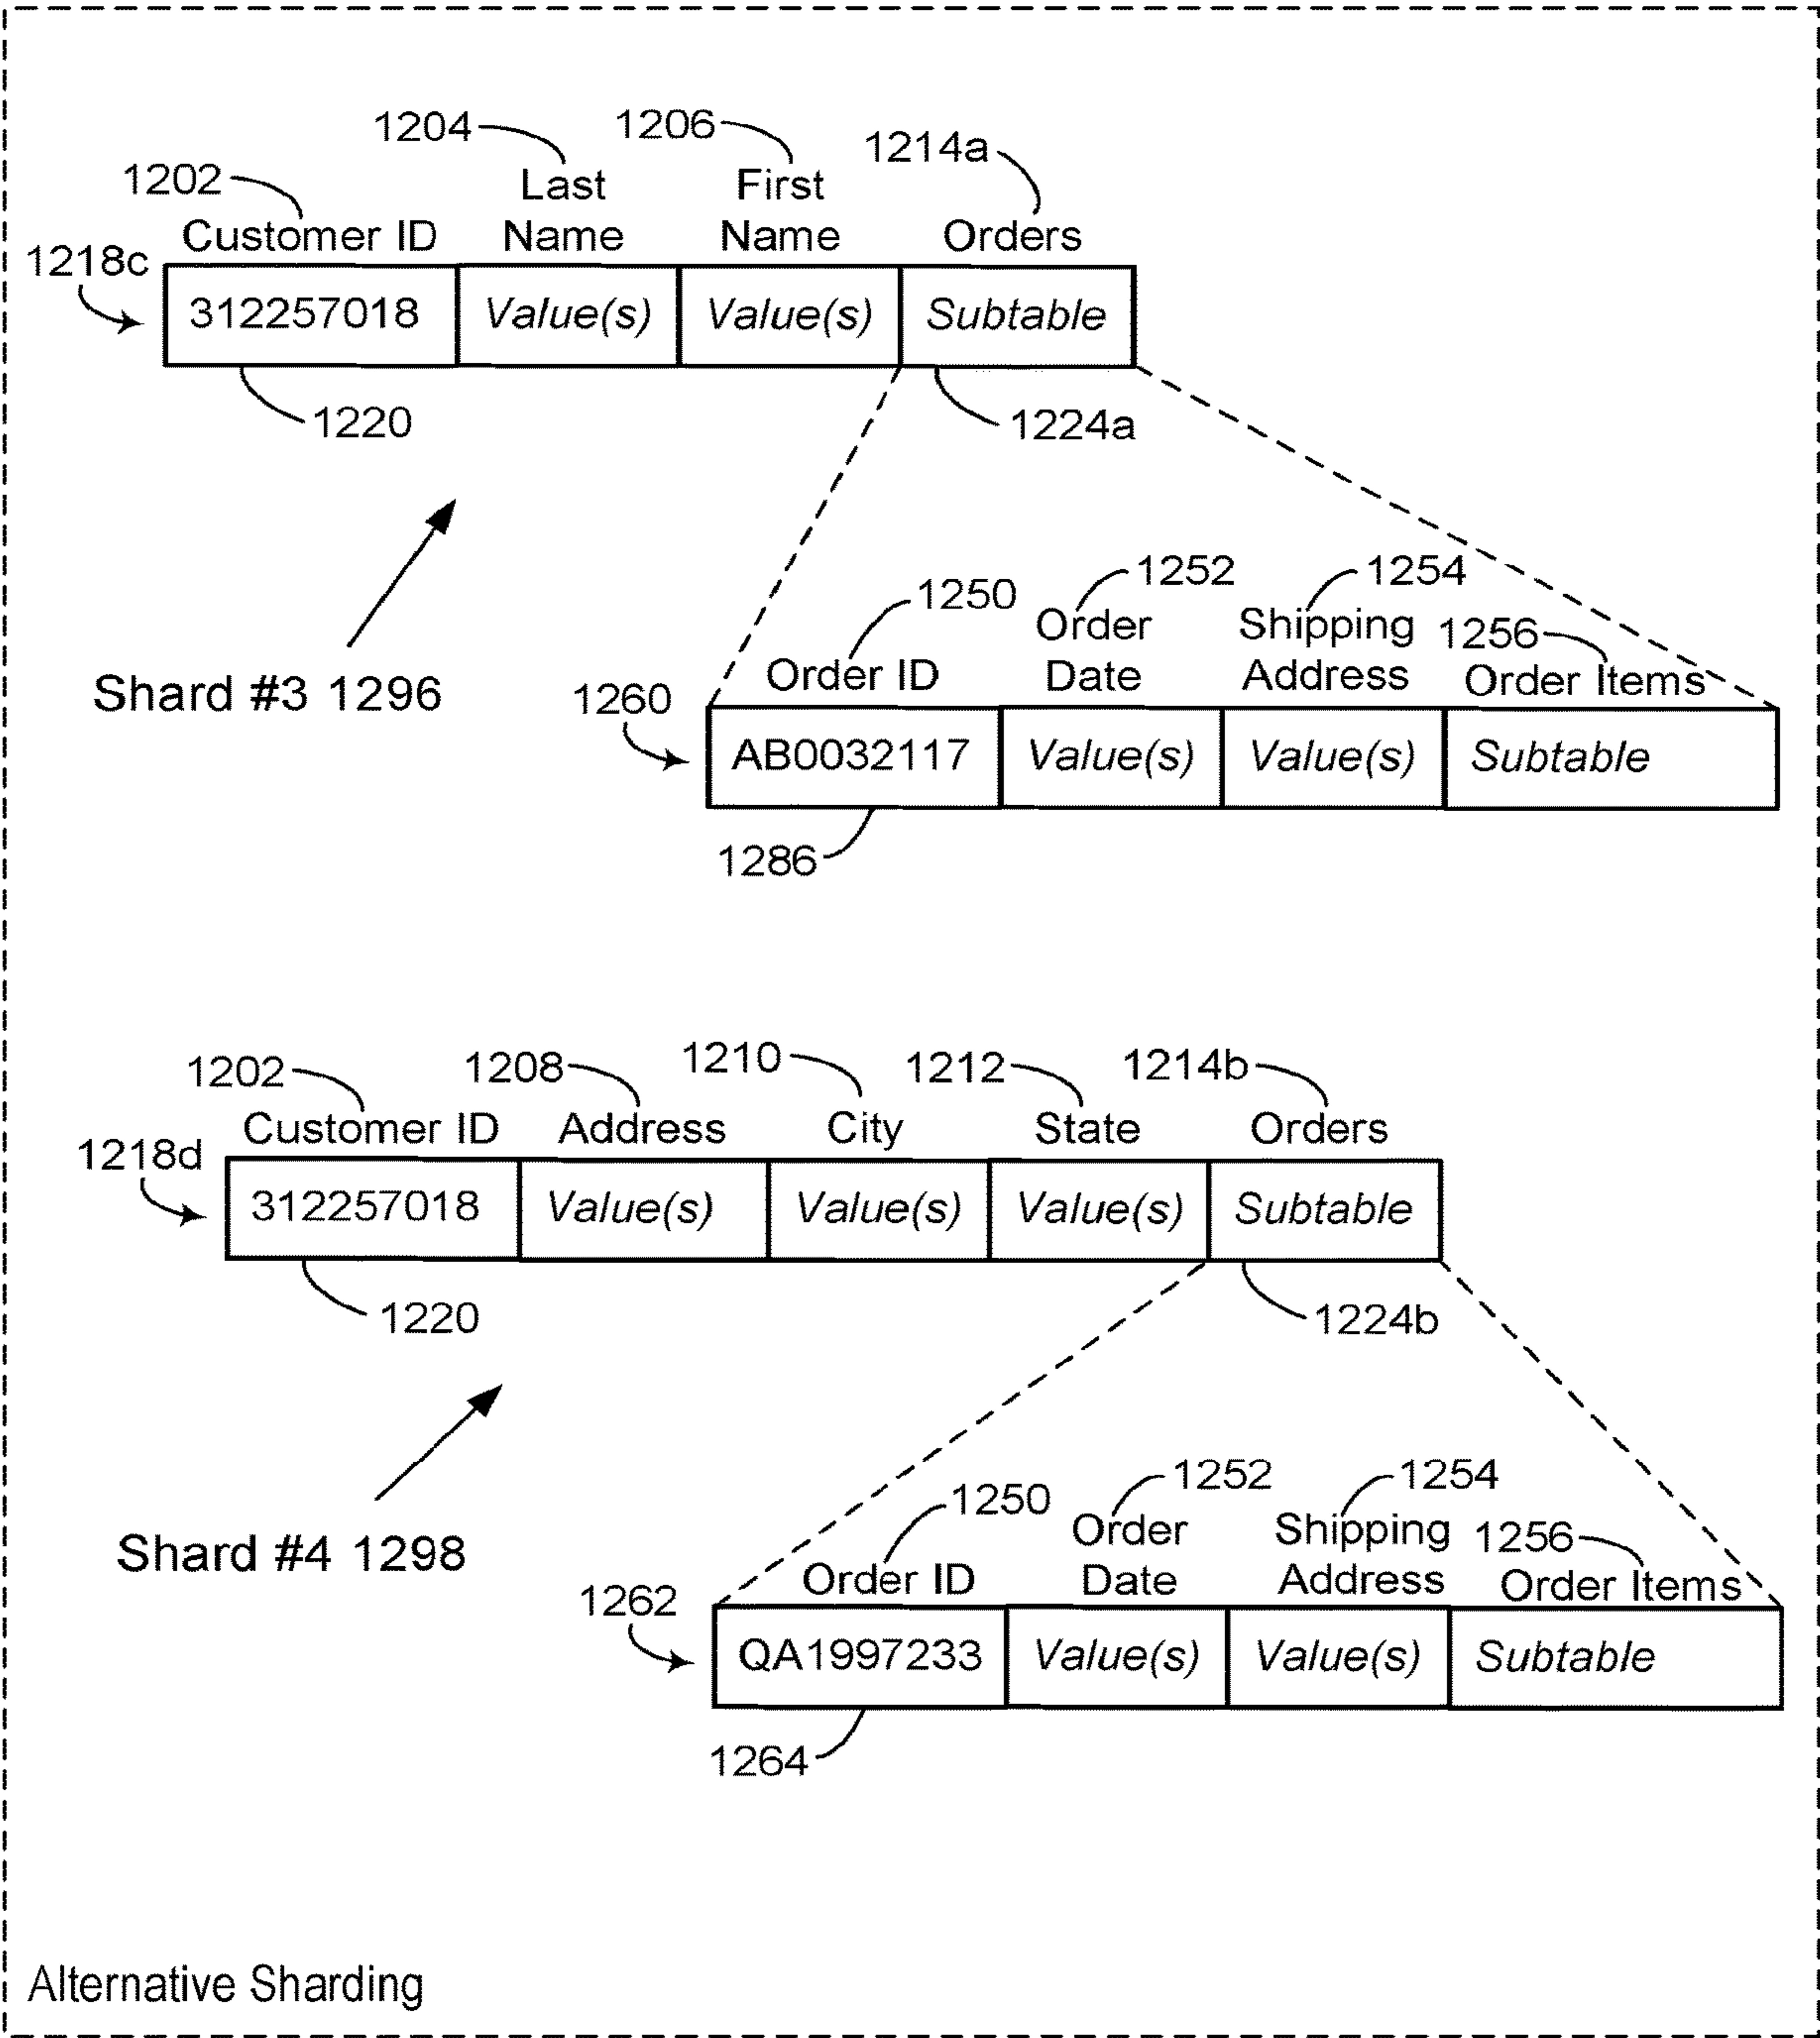 1204 1206 1214a
1202 Last First
Customer ID Name Name Orders
1218c
312257018 Value(s) Value(s) Subtable
1220 1224a
1252 1254
1250 Order Shipping 1256
Shard #3 1296 1260 Order ID Date Address Order Items
AB0032117 Value(s) Value(s) Subtable
1286
1202 1208 1210 1212 1214b
Customer ID Address City State Orders
1218d
312257018 Value(s) Value(s) Value(s) Subtable
1220 1224b
1252 1254
1250 Order Shipping 1256
Shard #4 1298 Order ID Date Address Order Items
1262
QA1997233 Value(s) Value(s) Subtable
1264
Alternative Sharding